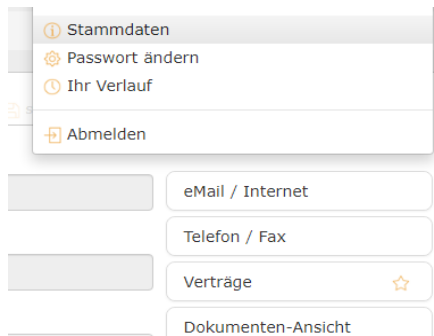 Stammdaten
Passwort ändern
Ihr Verlauf
Abmelden
eMail / Internet
Telefon / Fax
Verträge
Dokumenten-Ansicht